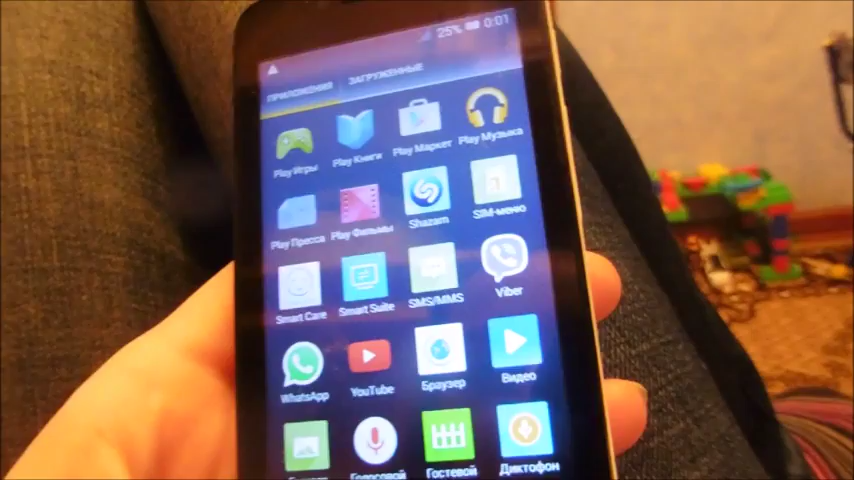 25% 0:01
ПРИЛОЖЕНИЯ ЗАГРУЖЕННЫЕ
Play Игры Play Книги Play Маркет Play Музыка
Play Пресса Play Фильмы Shazam SIM-меню
Smart Care Smart Suite SMS/MMS Viber
WhatsApp YouTube Браузер Видео
Голосовой Гостевой Диктофон